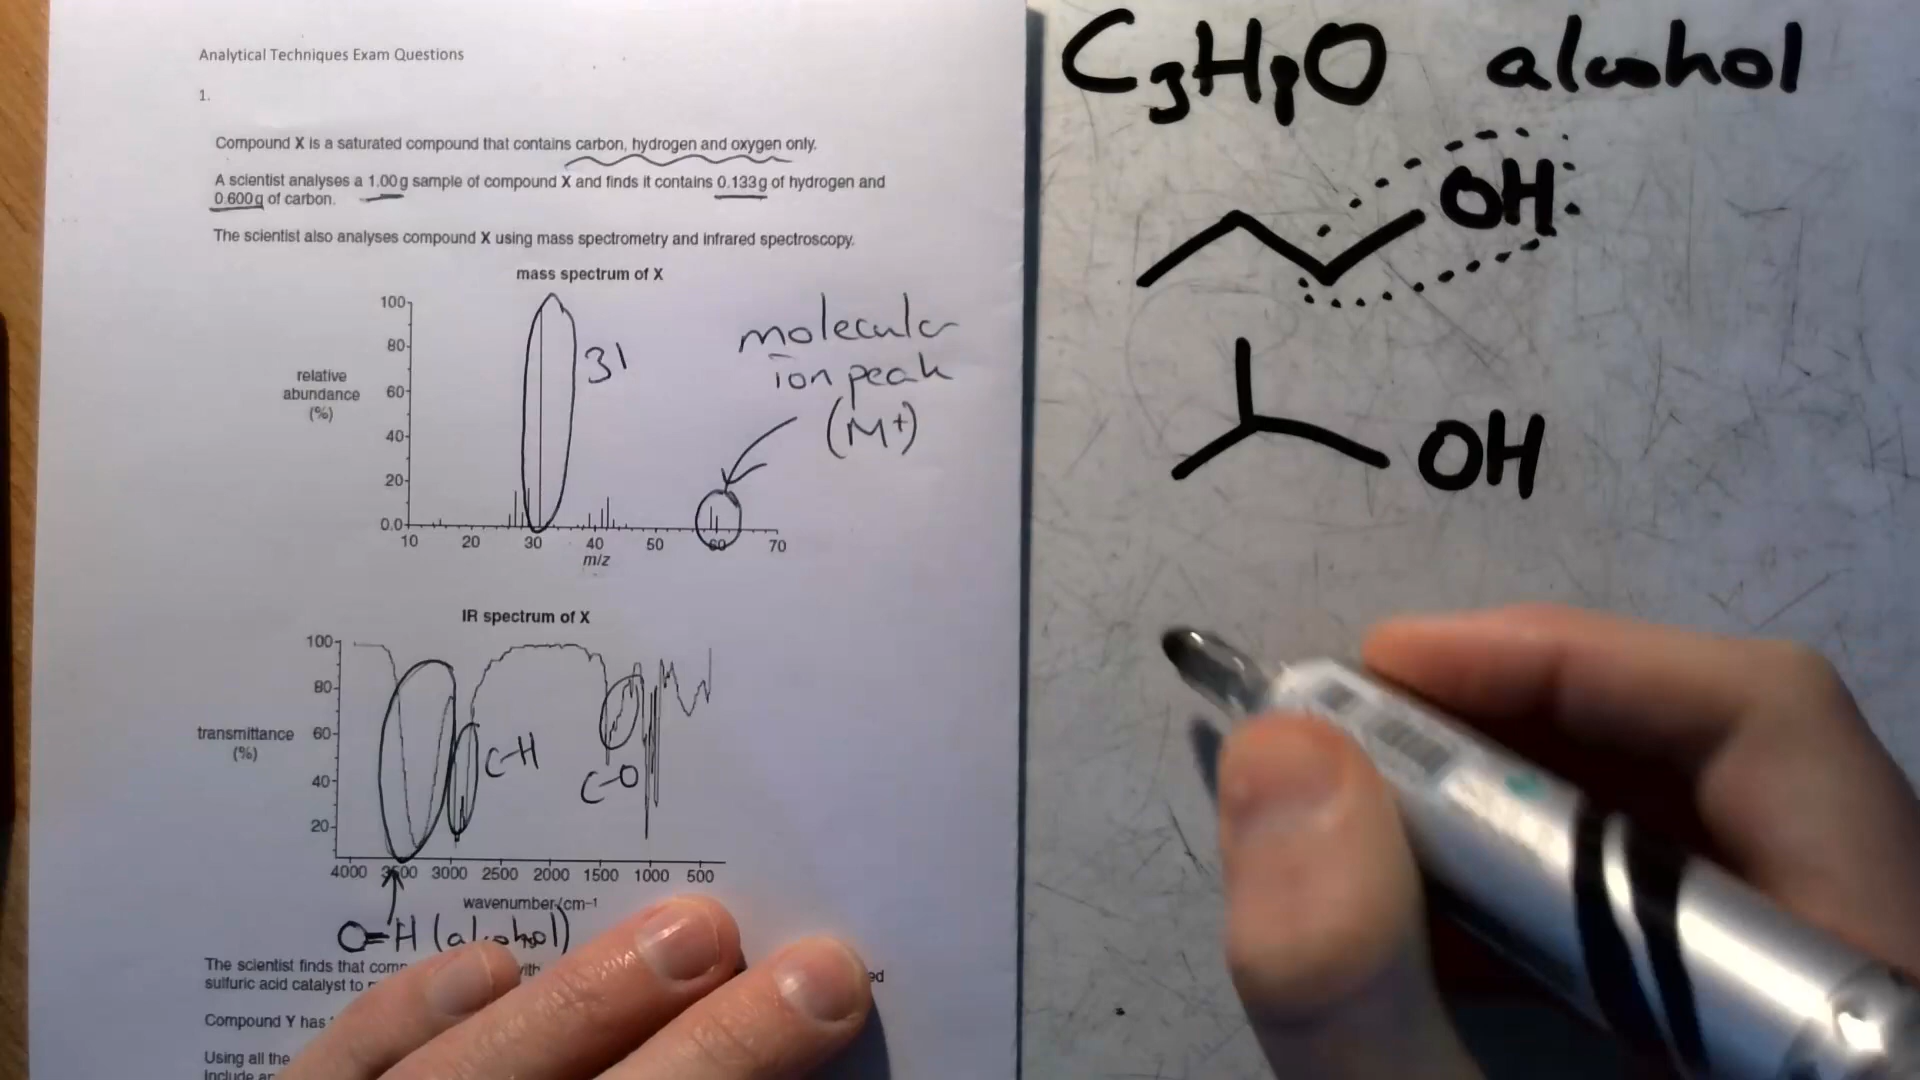 Analytical Techniques Exam Questions
1.
Compound X is a saturated compound that contains carbon, hydrogen and oxygen only.
A scientist analyses a 1.00g sample of compound X and finds it contains 0.133g of hydrogen and
0.600g of carbon.
The scientist also analyses compound X using mass spectrometry and infrared spectroscopy.
mass spectrum of X
100
80
relative
abundance
(%)
60
40
20
0.0
10 20 30 40 50 60 70
m/z
31
molecular
ion peak
(M+)
IR spectrum of X
100
80
transmittance
(%)
60
40
20
C-H
C-O
4000 3500 3000 2500 2000 1500 1000 500
wavenumber/cm-1
O=H (alcohol)
The scientist finds that
sulfuric acid catalyst to
Compound Y has
Using all the
C3H8O alcohol
OH
OH